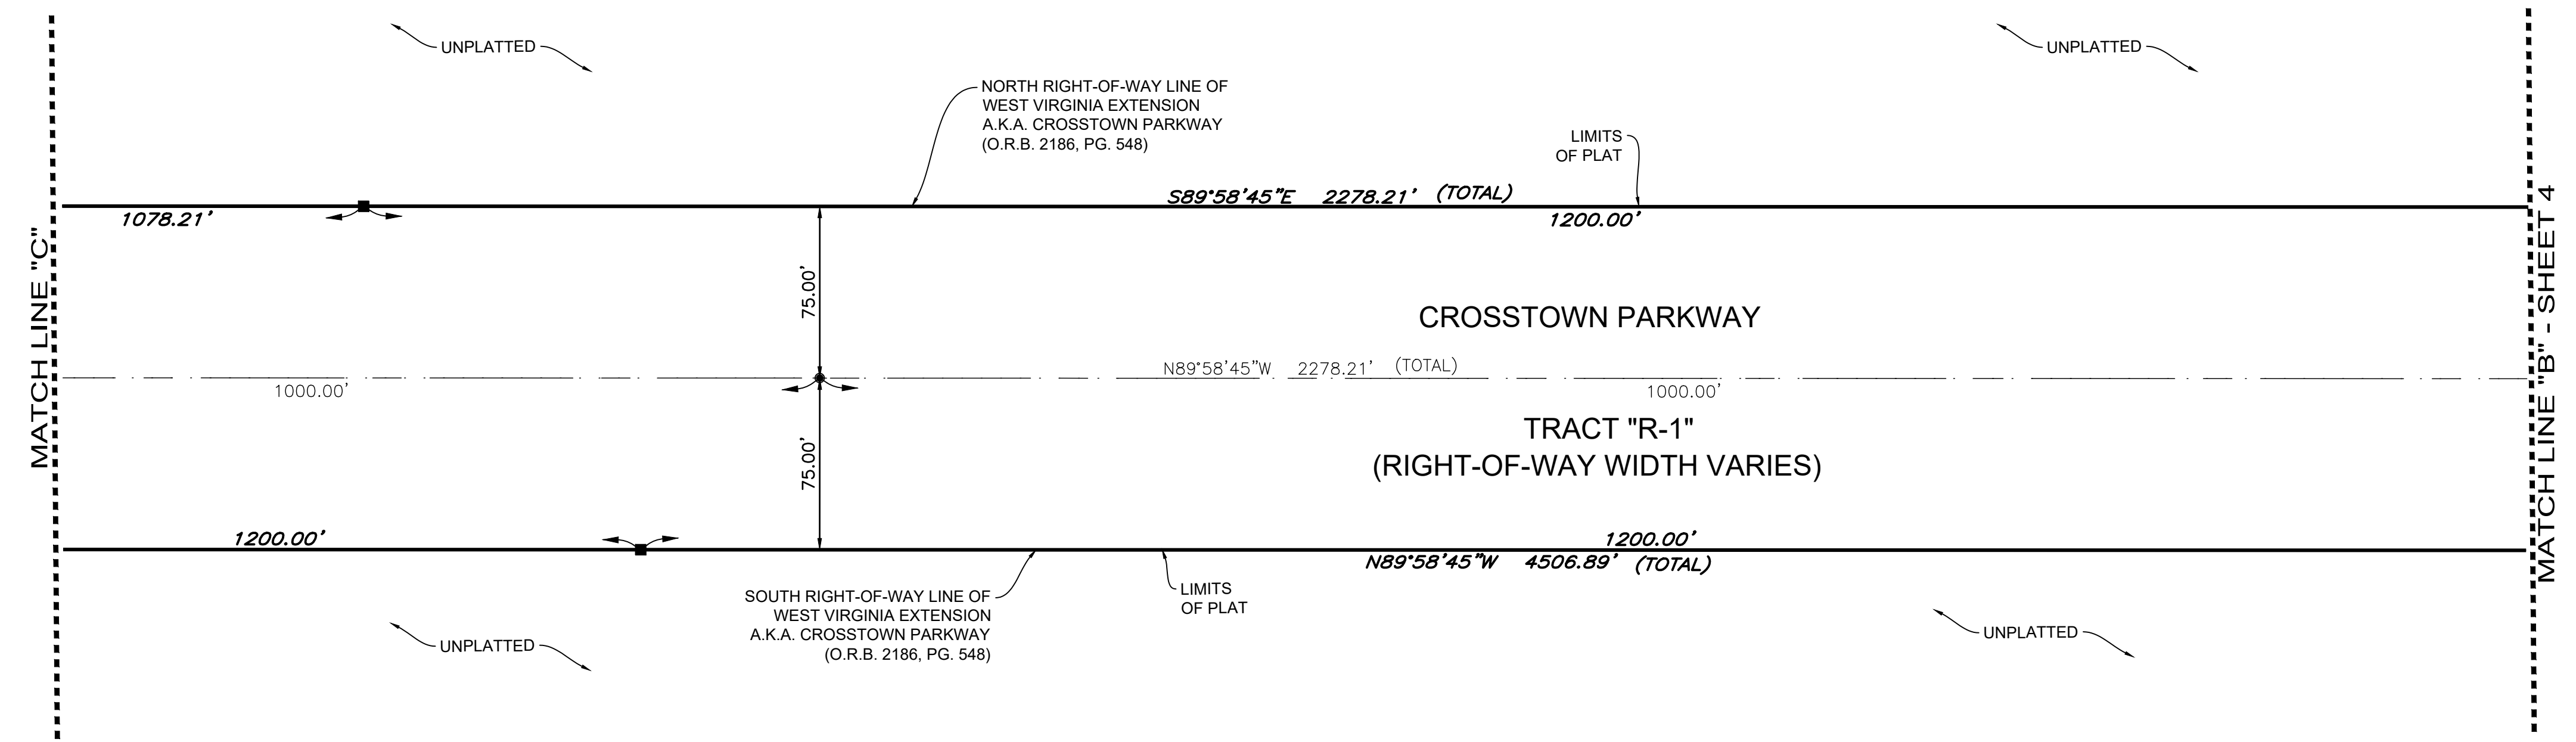 UNPLATTED
UNPLATTED
NORTH RIGHT-OF-WAY LINE OF
WEST VIRGINIA EXTENSION
A.K.A. CROSSTOWN PARKWAY
(O.R.B. 2186, PG. 548)
LIMITS
OF PLAT
S89°58'45"E 2278.21' (TOTAL)
1078.21'
1200.00'
MATCH LINE "C"
75.00'
CROSSTOWN PARKWAY
MATCH LINE "B" - SHEET 4
N89°58'45"W 2278.21' (TOTAL)
1000.00'
1000.00'
75.00'
TRACT "R-1"
(RIGHT-OF-WAY WIDTH VARIES)
1200.00'
1200.00'
N89°58'45"W 4506.89' (TOTAL)
SOUTH RIGHT-OF-WAY LINE OF
WEST VIRGINIA EXTENSION
A.K.A. CROSSTOWN PARKWAY
(O.R.B. 2186, PG. 548)
LIMITS
OF PLAT
UNPLATTED
UNPLATTED